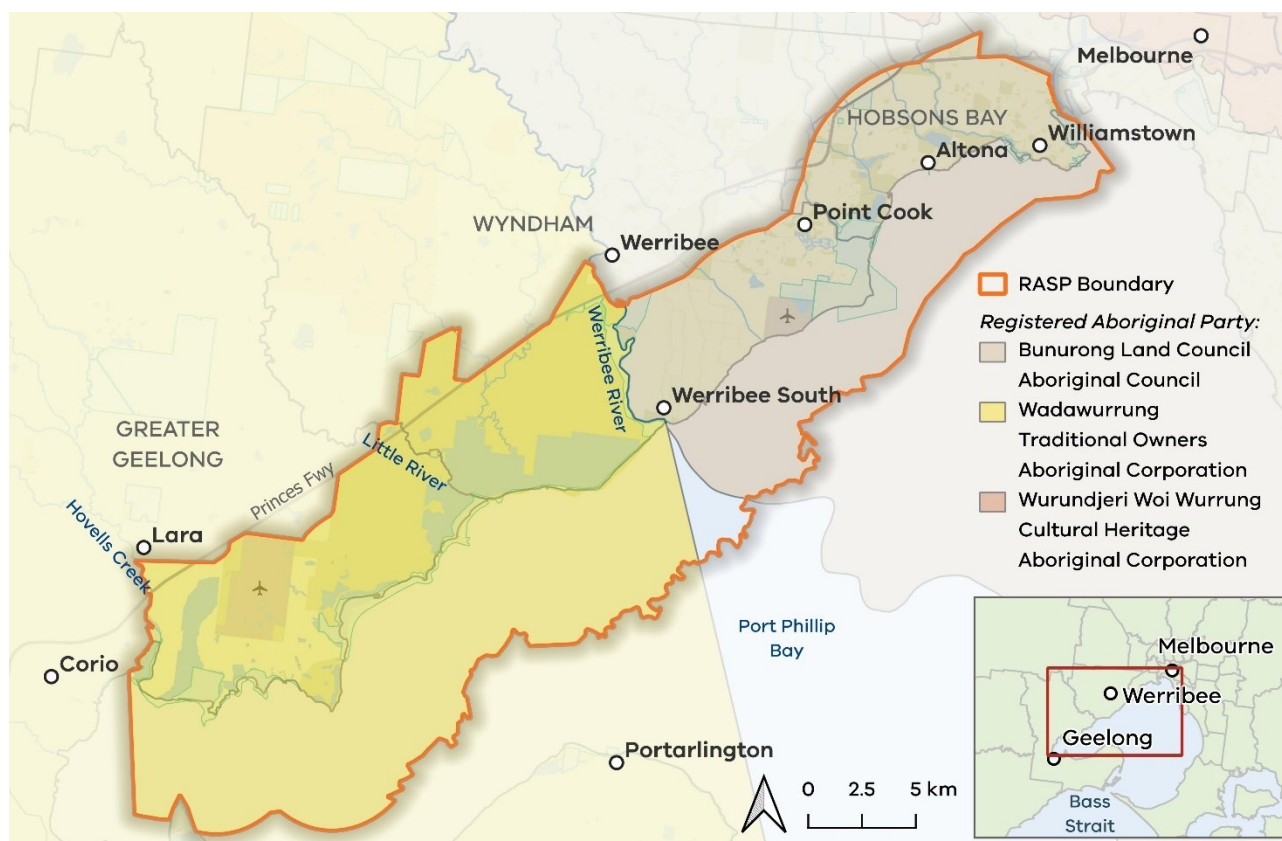 Melbourne
HOBSONS BAY
Williamstown
Altona
Point Cook
WYNDHAM
Werribee
Werribee River
Werribee South
GREATER
GEELONG
Little River
Princes Fwy
Hovells Creek
Lara
Corio
Port Phillip
Bay
Portarlington
RASP Boundary
Registered Aboriginal Party:
Bunurong Land Council
Aboriginal Council
Wadawurrung
Traditional Owners
Aboriginal Corporation
Wurundjeri Woi Wurrung
Cultural Heritage
Aboriginal Corporation
0 2.5 5 km
Melbourne
Werribee
Geelong
Bass
Strait